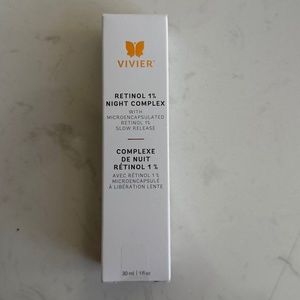 VIVIER
RETINOL 1%
NIGHT COMPLEX
WITH
MICROENCAPSULATED
RETINOL 1%
SLOW RELEASE
COMPLEXE
DE NUIT
RÉTINOL 1 %
AVEC RÉTINOL 1 %
MICROENCAPSULÉ
À LIBÉRATION LENTE
30 ml | 1 fl oz